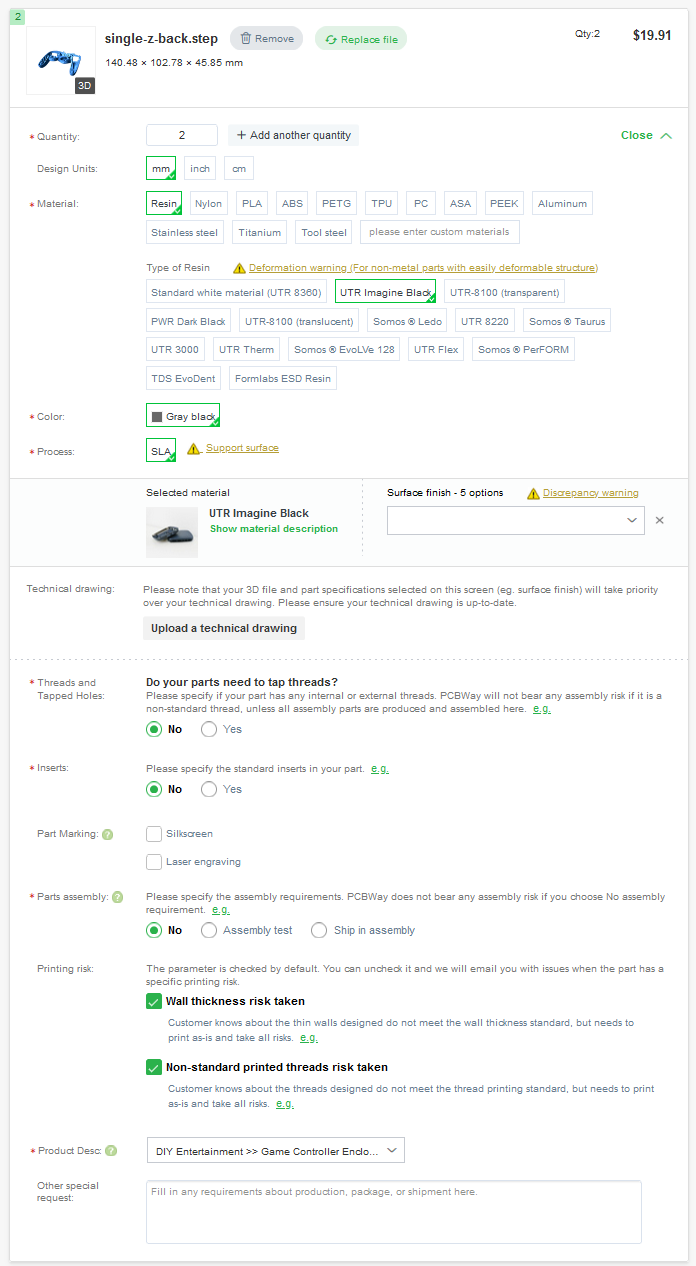 2
single-z-back.step
Remove
Replace file
Qty:2
$19.91
140.48 × 102.78 × 45.85 mm
3D
* Quantity:
2
+ Add another quantity
Close
Design Units:
mm
inch
cm
* Material:
Resin
Nylon
PLA
ABS
PETG
TPU
PC
ASA
PEEK
Aluminum
Stainless steel
Titanium
Tool steel
please enter custom materials
Type of Resin
Deformation warning (For non-metal parts with easily deformable structure)
Standard white material (UTR 8360)
UTR Imagine Black
UTR-8100 (transparent)
PWR Dark Black
UTR-8100 (translucent)
Somos ® Ledo
UTR 8220
Somos ® Taurus
UTR 3000
UTR Therm
Somos ® EvoLVe 128
UTR Flex
Somos ® PerFORM
TDS EvoDent
Formlabs ESD Resin
* Color:
Gray black
* Process:
SLA
Support surface
Selected material
Surface finish - 5 options
Discrepancy warning
UTR Imagine Black
Show material description
Technical drawing:
Please note that your 3D file and part specifications selected on this screen (eg. surface finish) will take priority
over your technical drawing. Please ensure your technical drawing is up-to-date.
Upload a technical drawing
* Threads and
Tapped Holes:
Do your parts need to tap threads?
Please specify if your part has any internal or external threads. PCBWay will not bear any assembly risk if it is a
non-standard thread, unless all assembly parts are produced and assembled here. e.g.
No
Yes
* Inserts:
Please specify the standard inserts in your part. e.g.
No
Yes
Part Marking: ?
Silkscreen
Laser engraving
* Parts assembly: ?
Please specify the assembly requirements. PCBWay does not bear any assembly risk if you choose No assembly
requirement. e.g.
No
Assembly test
Ship in assembly
Printing risk:
The parameter is checked by default. You can uncheck it and we will email you with issues when the part has a
specific printing risk.
Wall thickness risk taken
Customer knows about the thin walls designed do not meet the wall thickness standard, but needs to
print as-is and take all risks. e.g.
Non-standard printed threads risk taken
Customer knows about the threads designed do not meet the thread printing standard, but needs to print
as-is and take all risks. e.g.
* Product Desc: ?
DIY Entertainment >> Game Controller Enclo...
Other special
request:
Fill in any requirements about production, package, or shipment here.